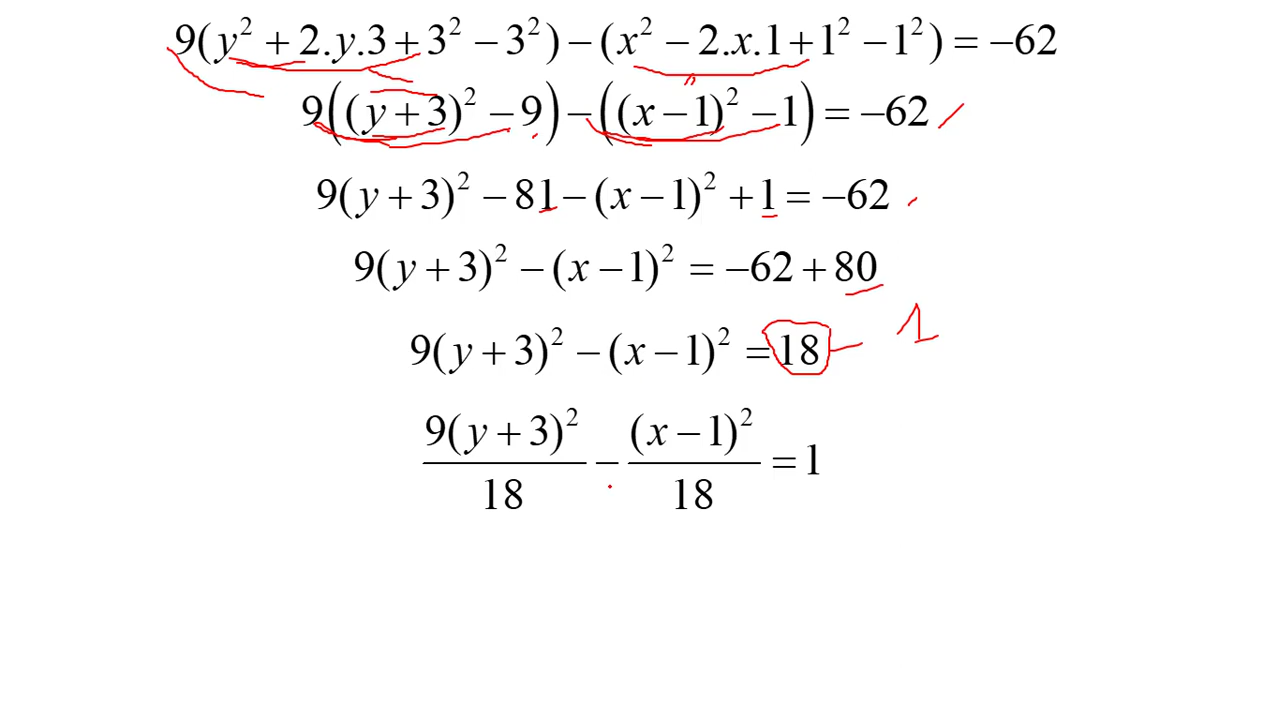 9(y² + 2.y.3 + 3² − 3²) − (x² − 2.x.1 + 1² − 1²) = −62
9((y + 3)² − 9) − ((x − 1)² − 1) = −62
9(y + 3)² − 81 − (x − 1)² + 1 = −62
9(y + 3)² − (x − 1)² = −62 + 80
1
9(y + 3)² − (x − 1)² = 18
9(y + 3)²/18 − (x − 1)²/18 = 1